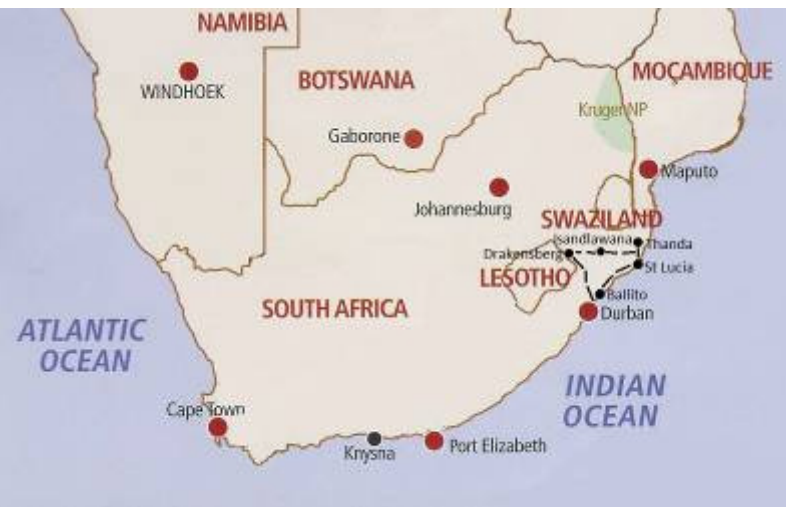 NAMIBIA
WINDHOEK
BOTSWANA
MOÇAMBIQUE
Kruger NP
Gaborone
Maputo
Johannesburg
SWAZILAND
Isandlawana
Thanda
Drakensberg
LESOTHO
St Lucia
Ballito
SOUTH AFRICA
Durban
ATLANTIC
OCEAN
INDIAN
OCEAN
Cape Town
Knysna
Port Elizabeth